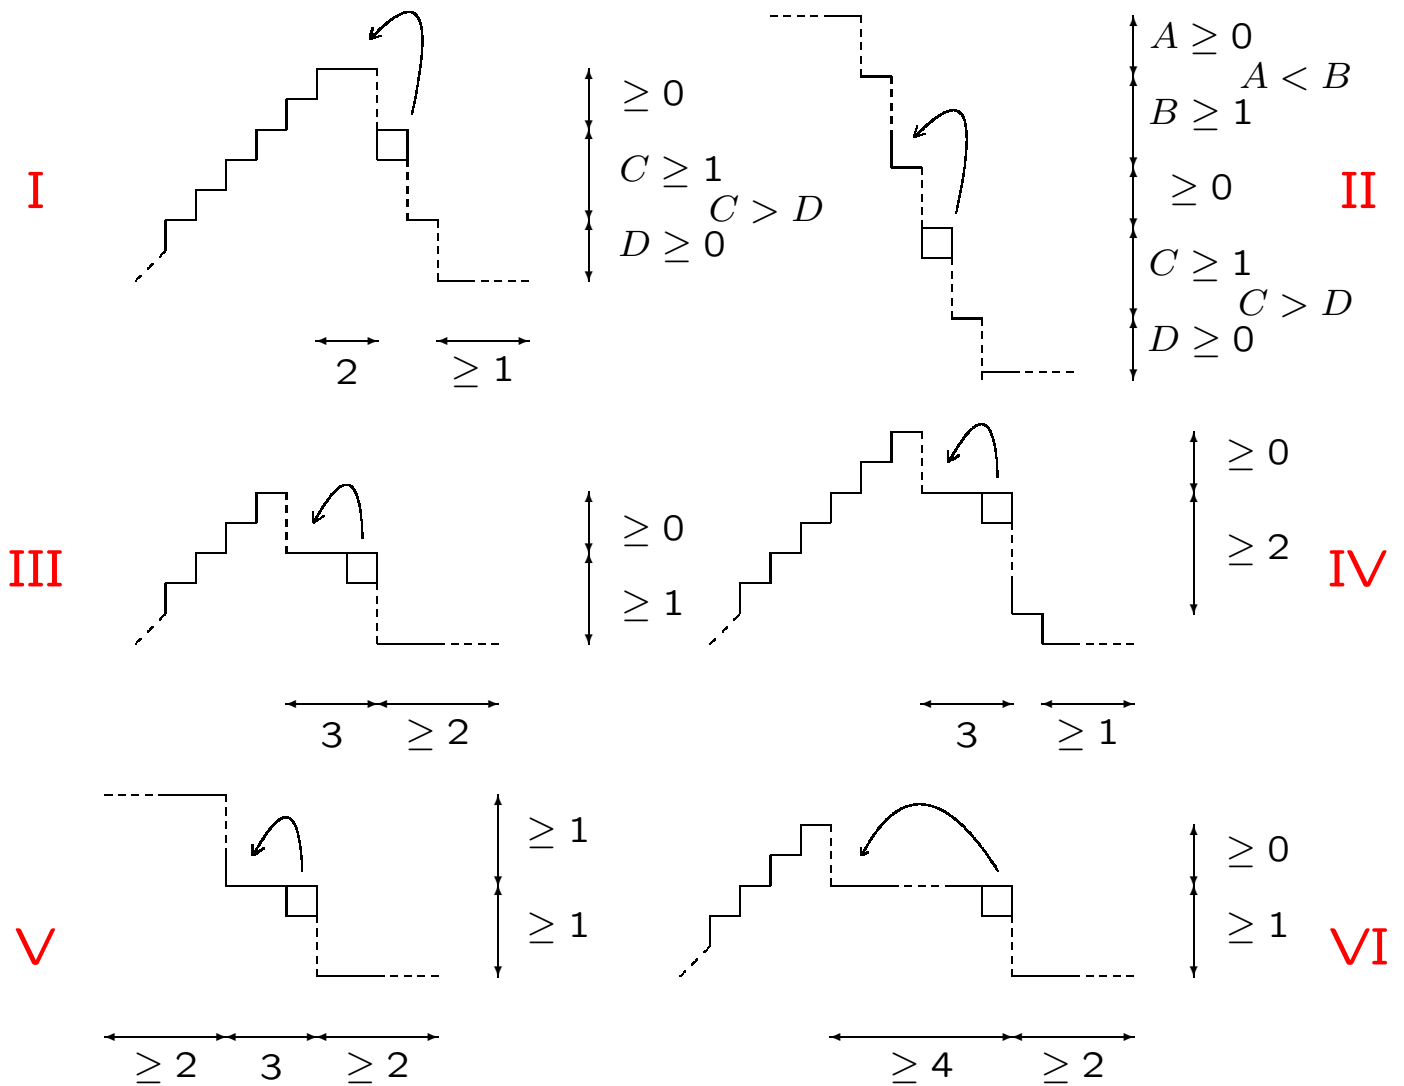 I
≥ 0
C ≥ 1
C > D
D ≥ 0
2
≥ 1
II
A ≥ 0
A < B
B ≥ 1
≥ 0
C ≥ 1
C > D
D ≥ 0
III
≥ 0
≥ 1
3
≥ 2
IV
≥ 0
≥ 2
3
≥ 1
V
≥ 1
≥ 1
≥ 2
3
≥ 2
VI
≥ 0
≥ 1
≥ 4
≥ 2